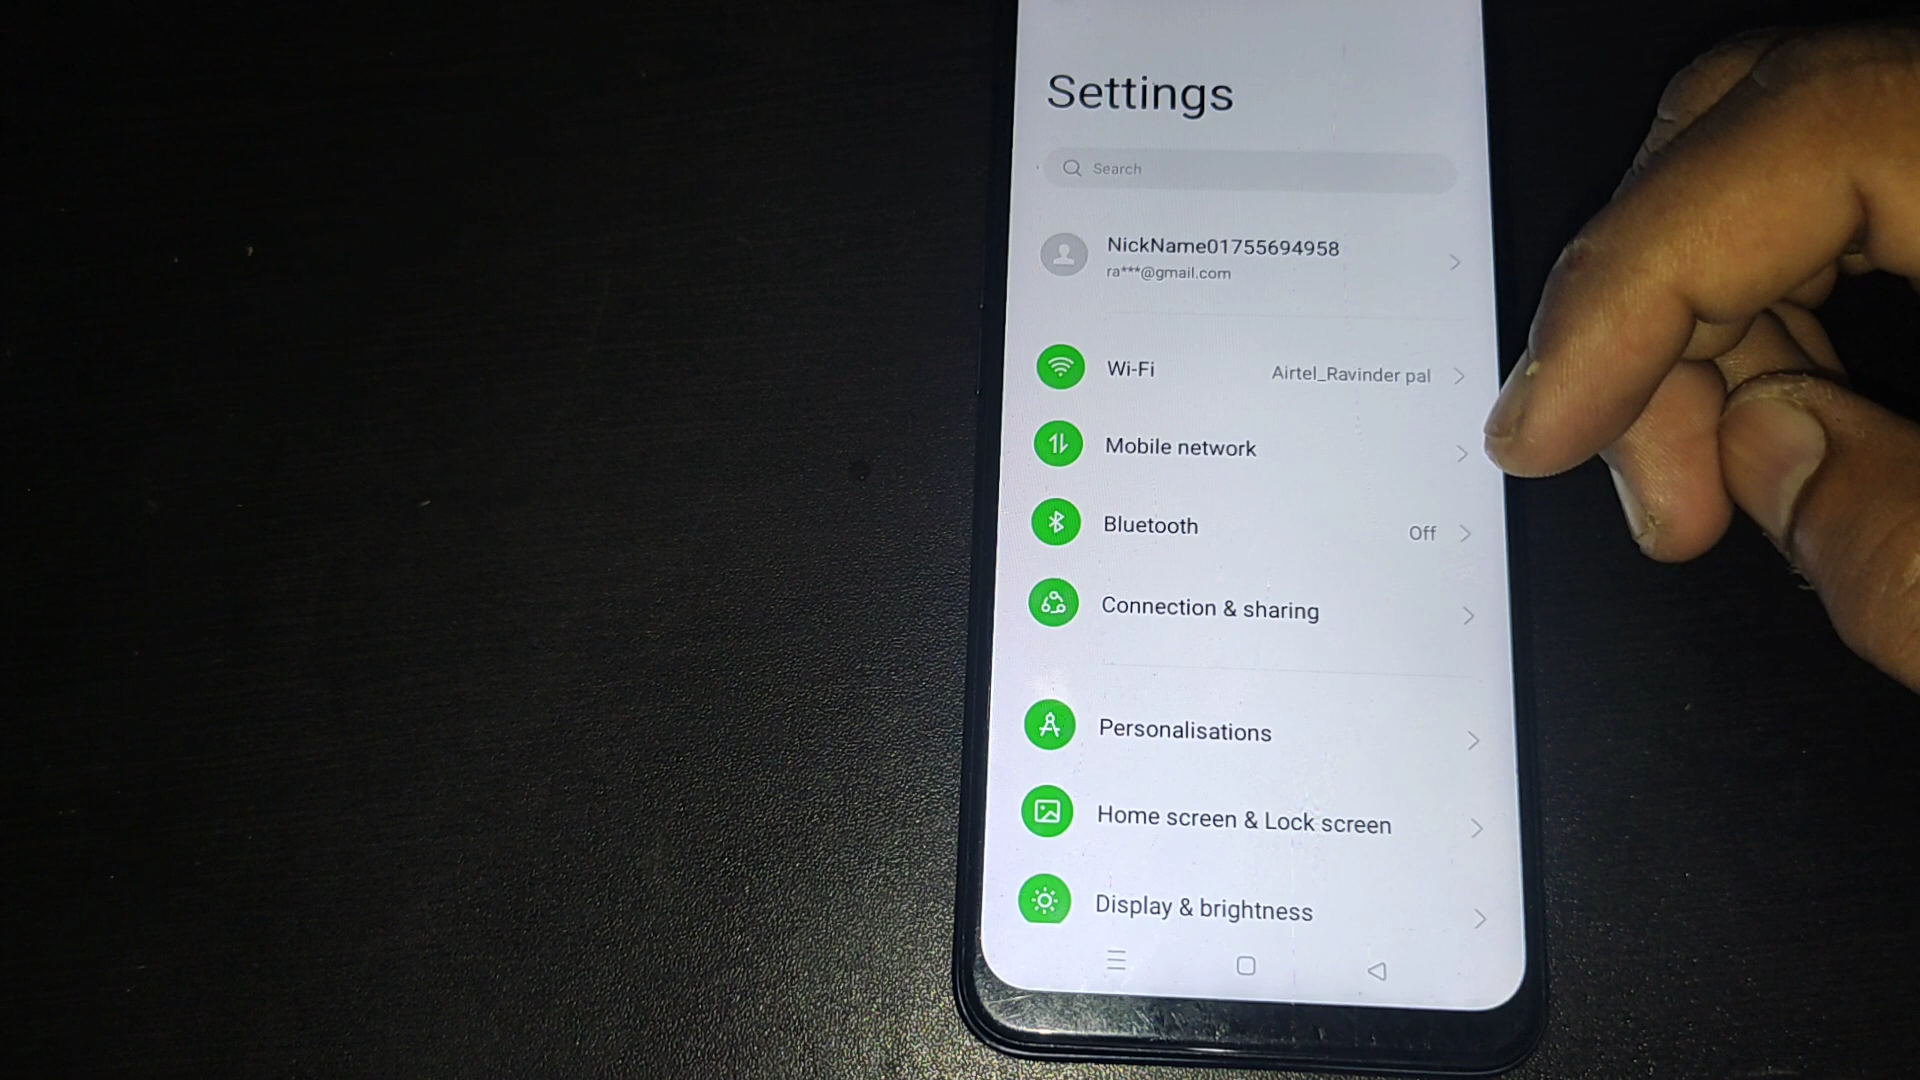 Settings
Search
NickName01755694958
ra***@gmail.com
Wi-Fi Airtel_Ravinder pal
Mobile network
Bluetooth Off
Connection & sharing
Personalisations
Home screen & Lock screen
Display & brightness